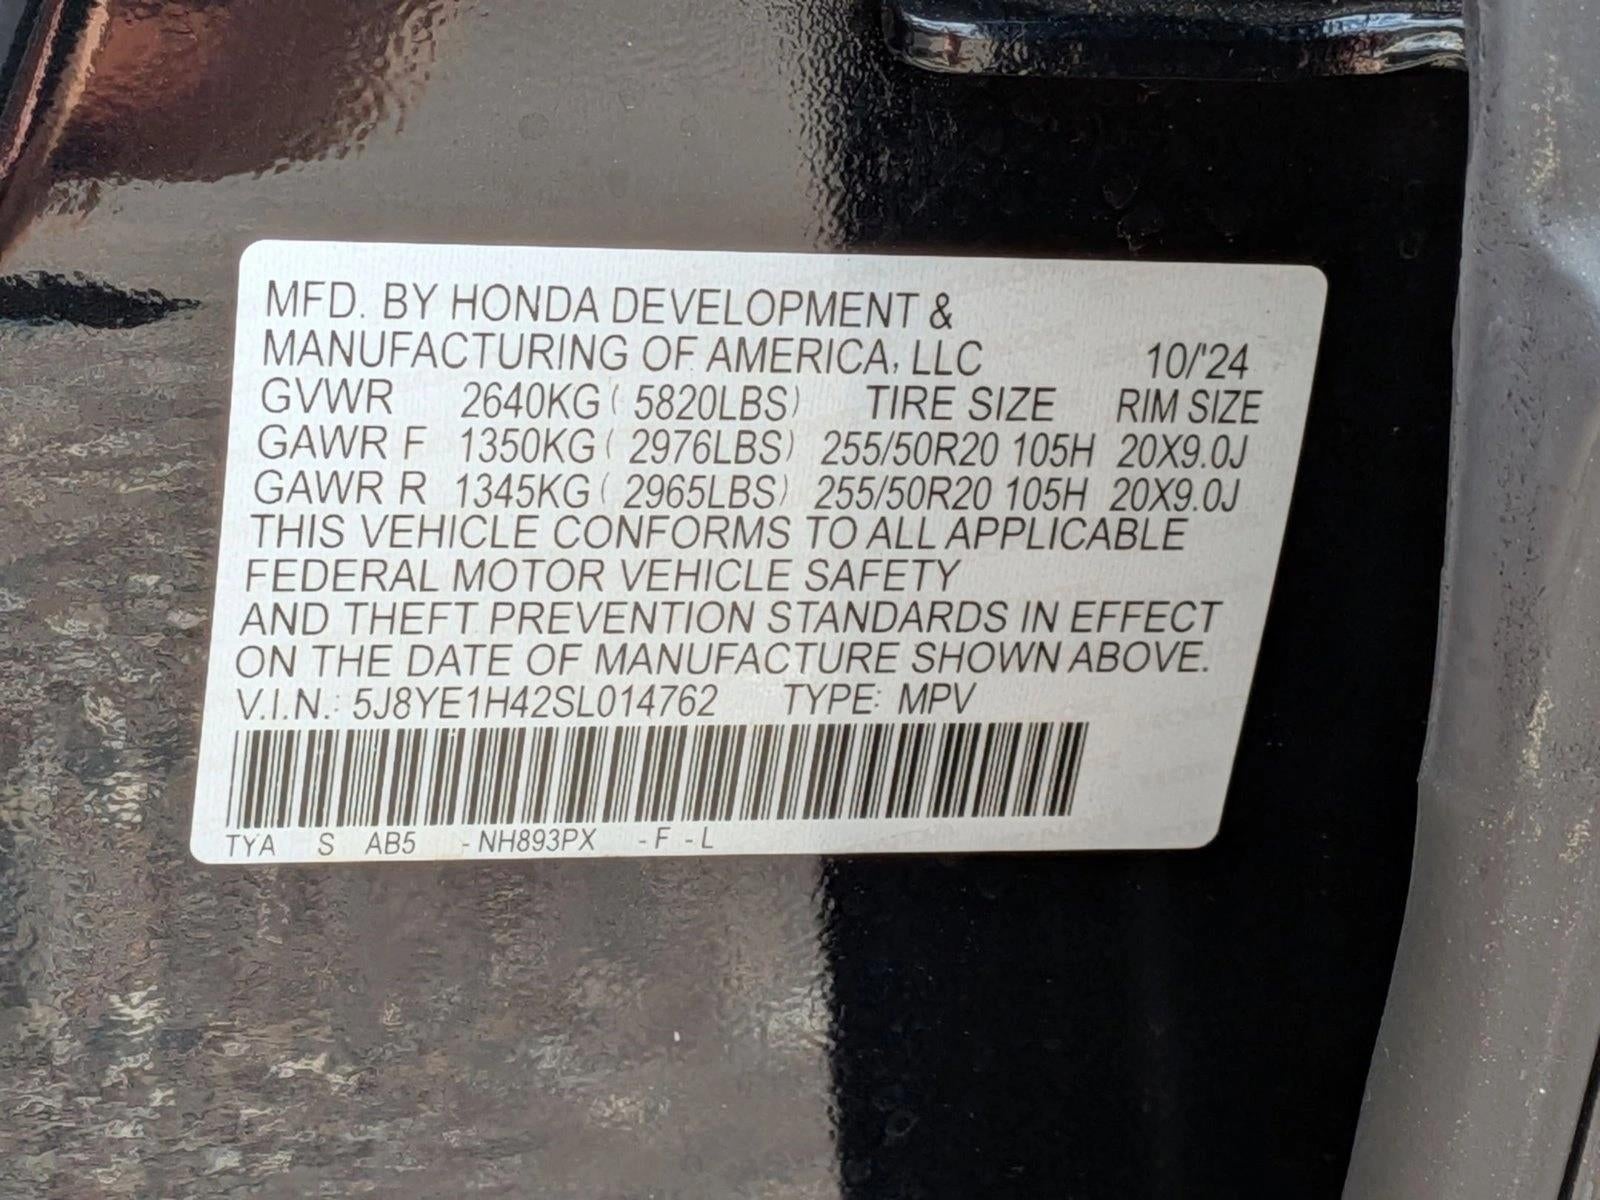 MFD. BY HONDA DEVELOPMENT &
MANUFACTURING OF AMERICA, LLC 10/'24
GVWR 2640KG ( 5820LBS) TIRE SIZE RIM SIZE
GAWR F 1350KG ( 2976LBS) 255/50R20 105H 20X9.0J
GAWR R 1345KG ( 2965LBS) 255/50R20 105H 20X9.0J
THIS VEHICLE CONFORMS TO ALL APPLICABLE
FEDERAL MOTOR VEHICLE SAFETY
AND THEFT PREVENTION STANDARDS IN EFFECT
ON THE DATE OF MANUFACTURE SHOWN ABOVE.
V.I.N.: 5J8YE1H42SL014762 TYPE: MPV
TYA S AB5 - NH893PX - F - L